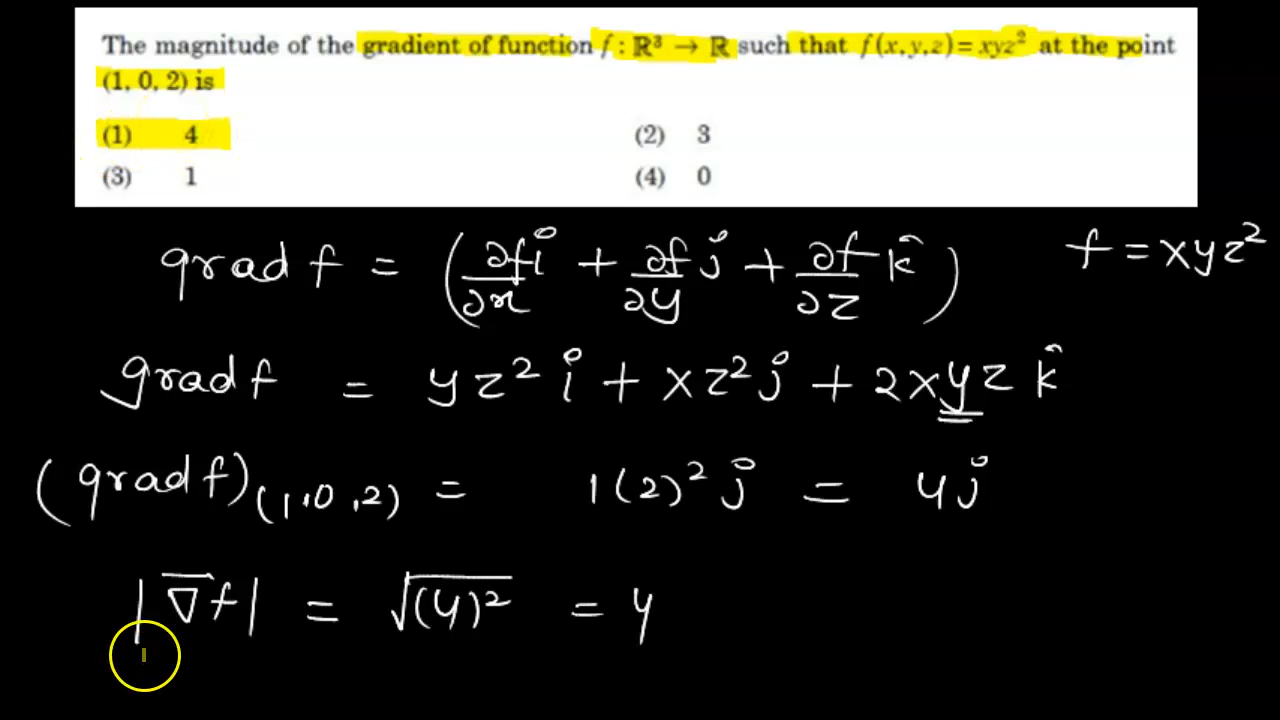 The magnitude of the gradient of function f : ℝ³ → ℝ such that f(x, y, z) = xyz² at the point
(1, 0, 2) is
(1) 4 (2) 3
(3) 1 (4) 0
grad f = (∂f/∂x i + ∂f/∂y j + ∂f/∂z k̂) f = xyz²
grad f = yz² i + xz² j + 2xyz k̂
(grad f)(1,0,2) = 1(2)² j = 4j
|∇̅f| = √(4)² = 4